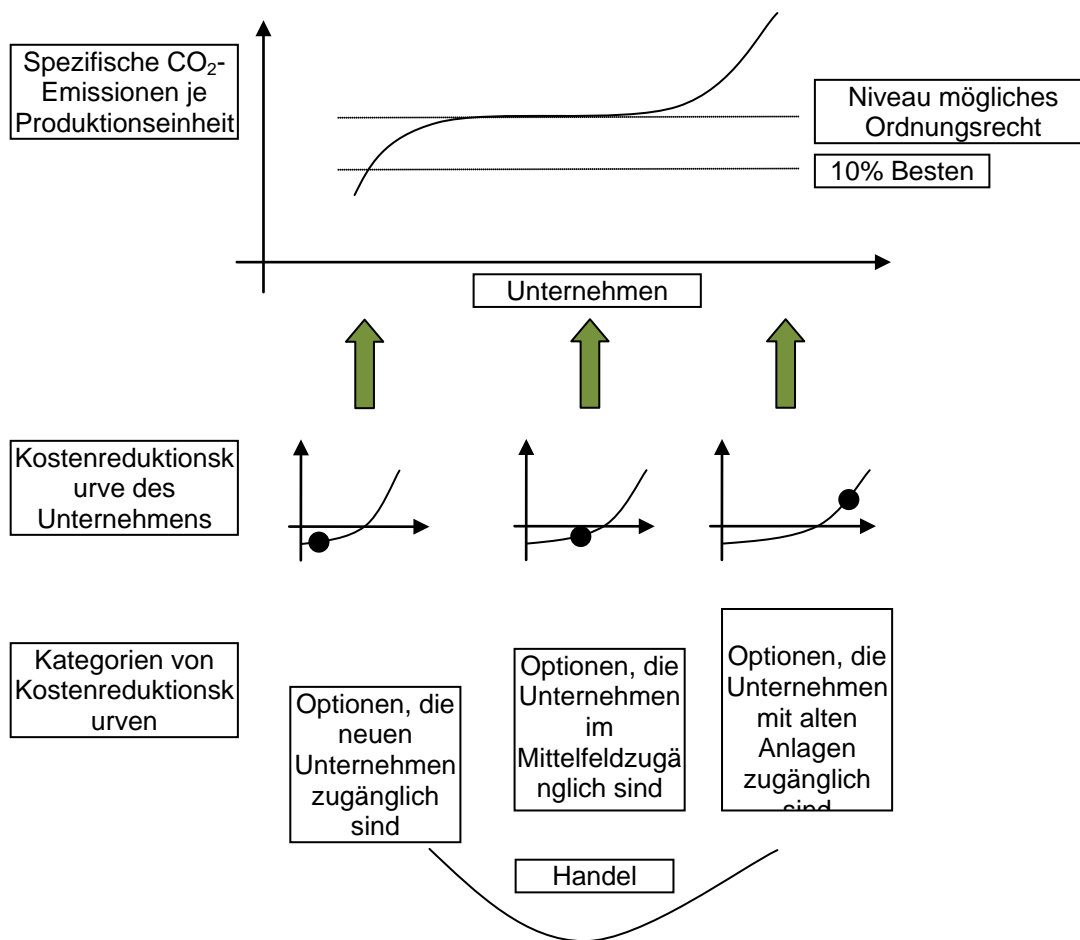 Spezifische CO₂-
Emissionen je
Produktionseinheit
Niveau mögliches
Ordnungsrecht
10% Besten
Unternehmen
Kostenreduktionsk
urve des
Unternehmens
Kategorien von
Kostenreduktionsk
urven
Optionen, die
neuen
Unternehmen
zugänglich
sind
Optionen, die
Unternehmen
im
Mittelfeldzugä
nglich sind
Optionen, die
Unternehmen
mit alten
Anlagen
zugänglich
sind
Handel